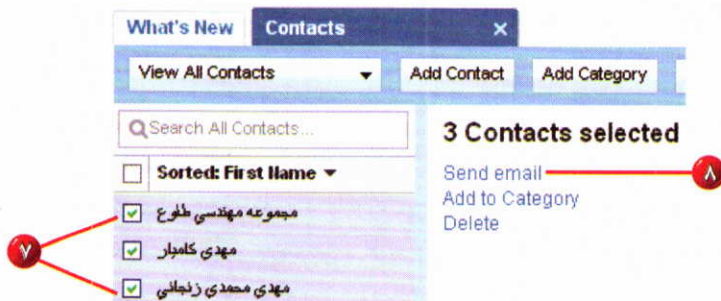 What's New Contacts ×
View All Contacts Add Contact Add Category
Search All Contacts...
3 Contacts selected
Sorted: First Name
Send email
۸
Add to Category
Delete
مجموعه مهندسی طلوع
مهدی کامیار
۷
مهدی محمدی زنجانی